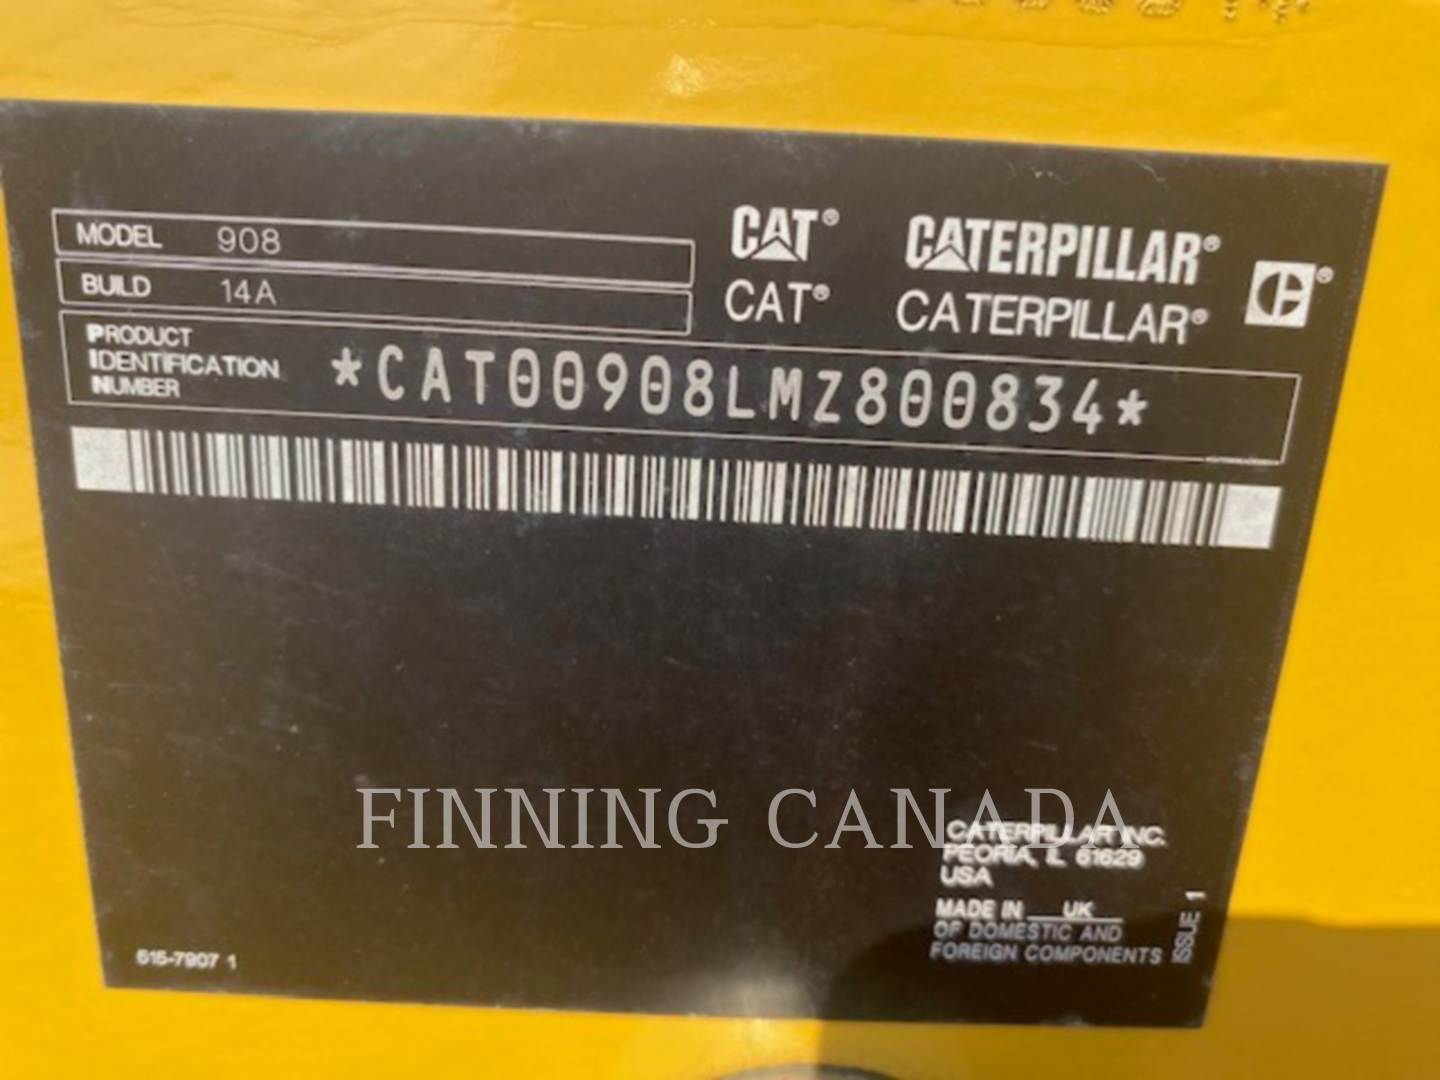 MODEL 908
BUILD 14A
CAT® CATERPILLAR®
CAT® CATERPILLAR®
PRODUCT
IDENTIFICATION
NUMBER
*CAT00908LMZ800834*
FINNING CANADA
CATERPILLAR INC.
PEORIA, IL 61629
USA
MADE IN UK
OF DOMESTIC AND
FOREIGN COMPONENTS
ISSUE 1
515-7907 1